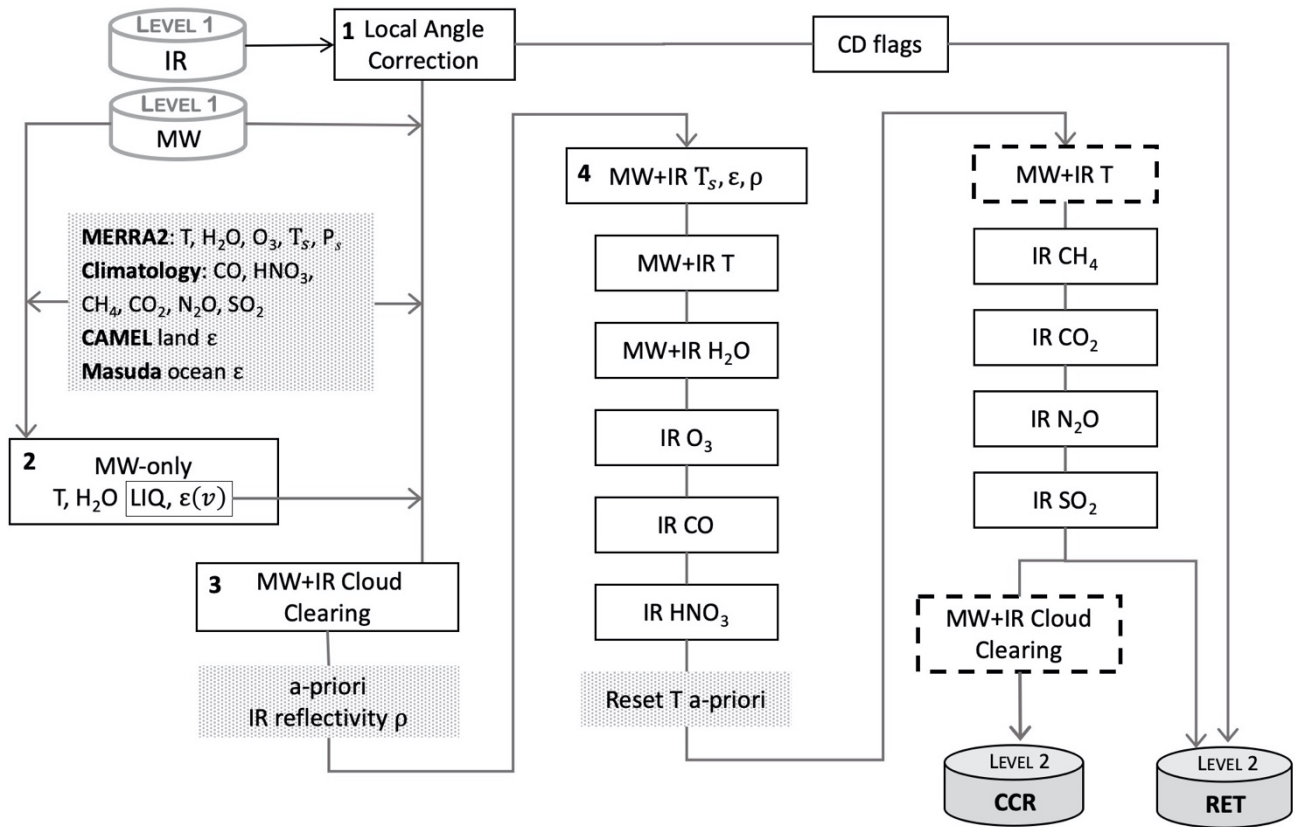 LEVEL 1
IR
LEVEL 1
MW
1 Local Angle
Correction
CD flags
MERRA2: T, H₂O, O₃, Tₛ, Pₛ
Climatology: CO, HNO₃,
CH₄, CO₂, N₂O, SO₂
CAMEL land ε
Masuda ocean ε
2
MW-only
T, H₂O LIQ, ε(v)
3 MW+IR Cloud
Clearing
a-priori
IR reflectivity ρ
4 MW+IR Tₛ, ε, ρ
MW+IR T
MW+IR H₂O
IR O₃
IR CO
IR HNO₃
Reset T a-priori
MW+IR T
IR CH₄
IR CO₂
IR N₂O
IR SO₂
MW+IR Cloud
Clearing
LEVEL 2
CCR
LEVEL 2
RET